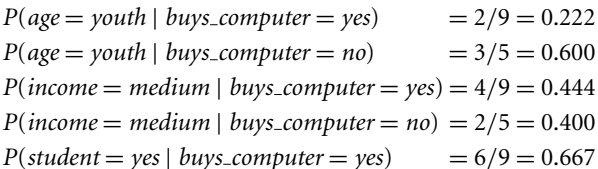 P(age = youth | buys_computer = yes) = 2/9 = 0.222
P(age = youth | buys_computer = no) = 3/5 = 0.600
P(income = medium | buys_computer = yes) = 4/9 = 0.444
P(income = medium | buys_computer = no) = 2/5 = 0.400
P(student = yes | buys_computer = yes) = 6/9 = 0.667